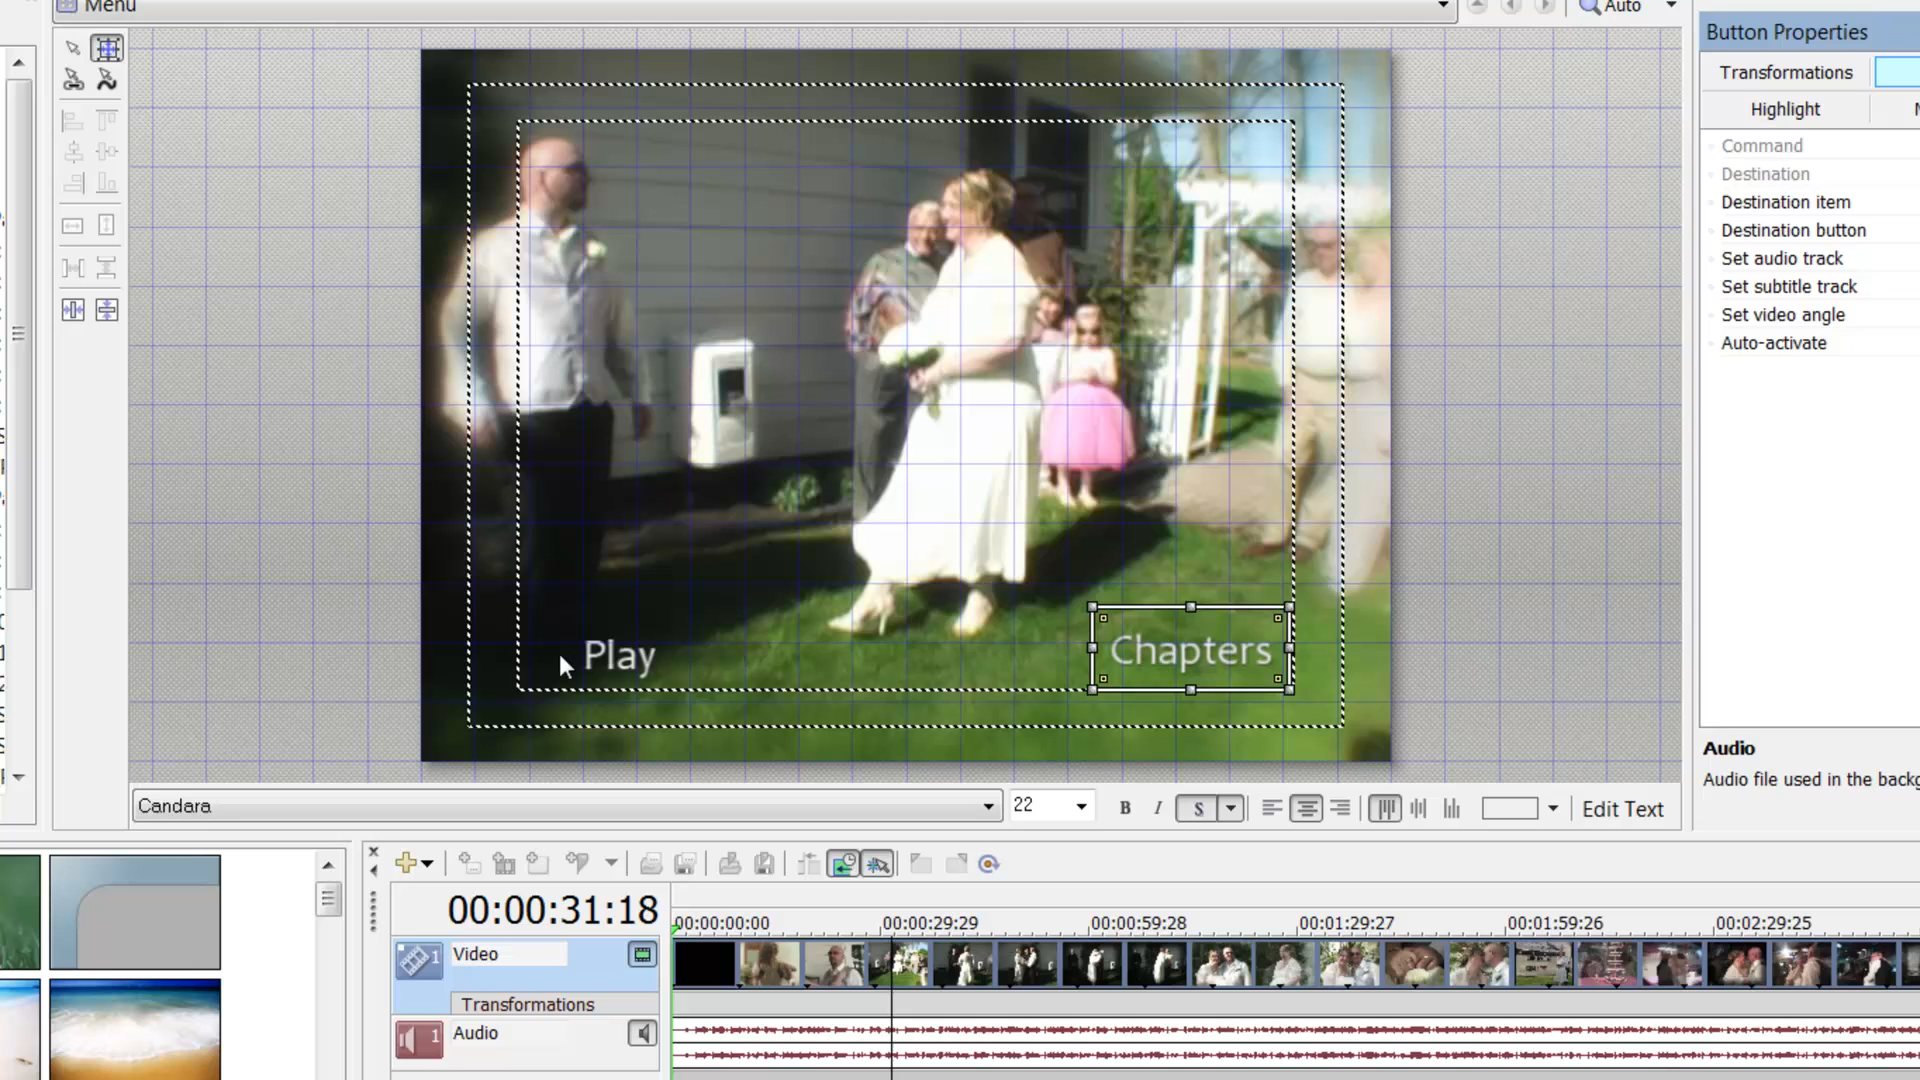 Menu
Auto
Button Properties
Transformations
Highlight
Command
Destination
Destination item
Destination button
Set audio track
Set subtitle track
Set video angle
Auto-activate
Play
Chapters
Audio
Audio file used in the
Candara
22
B
I
S
Edit Text
00:00:31:18
00:00:00:00
00:00:29:29
00:00:59:28
00:01:29:27
00:01:59:26
00:02:29:25
1
Video
Transformations
1
Audio